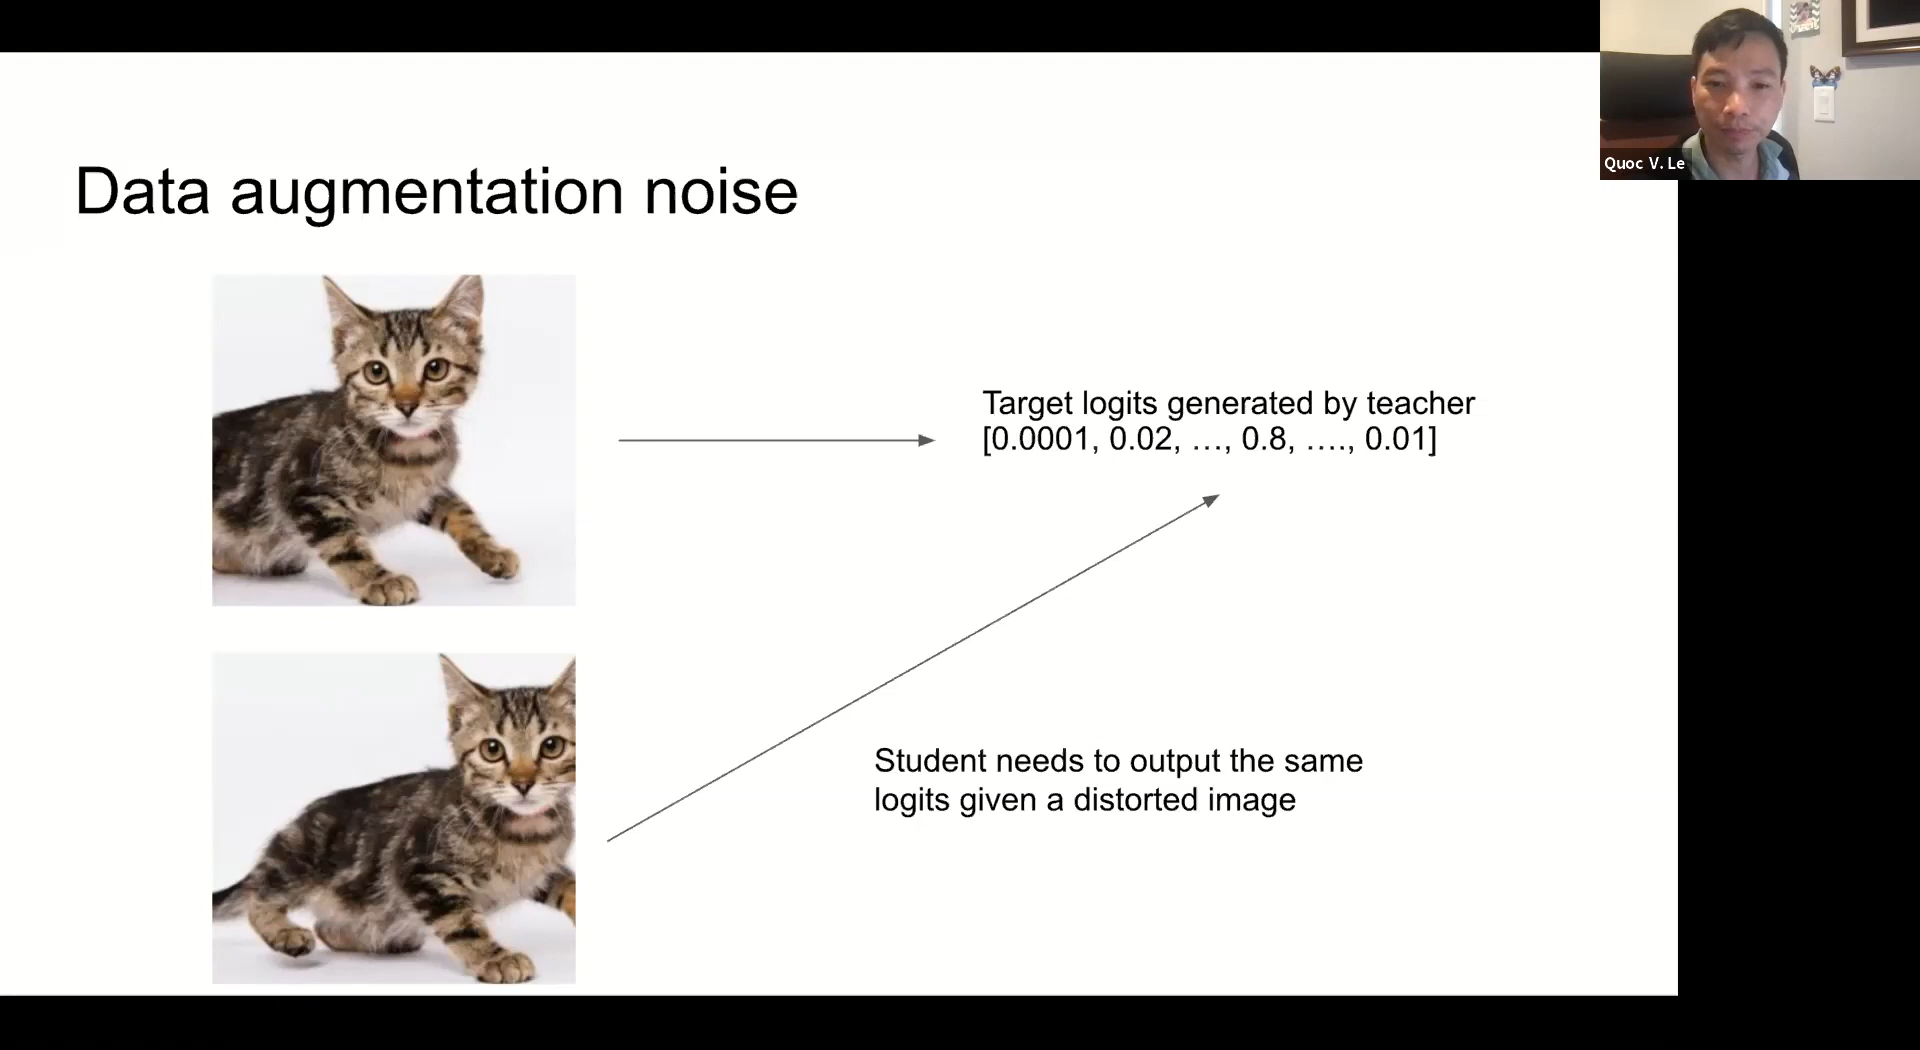 Quoc V. Le
Data augmentation noise
Target logits generated by teacher
[0.0001, 0.02, …, 0.8, …., 0.01]
Student needs to output the same
logits given a distorted image